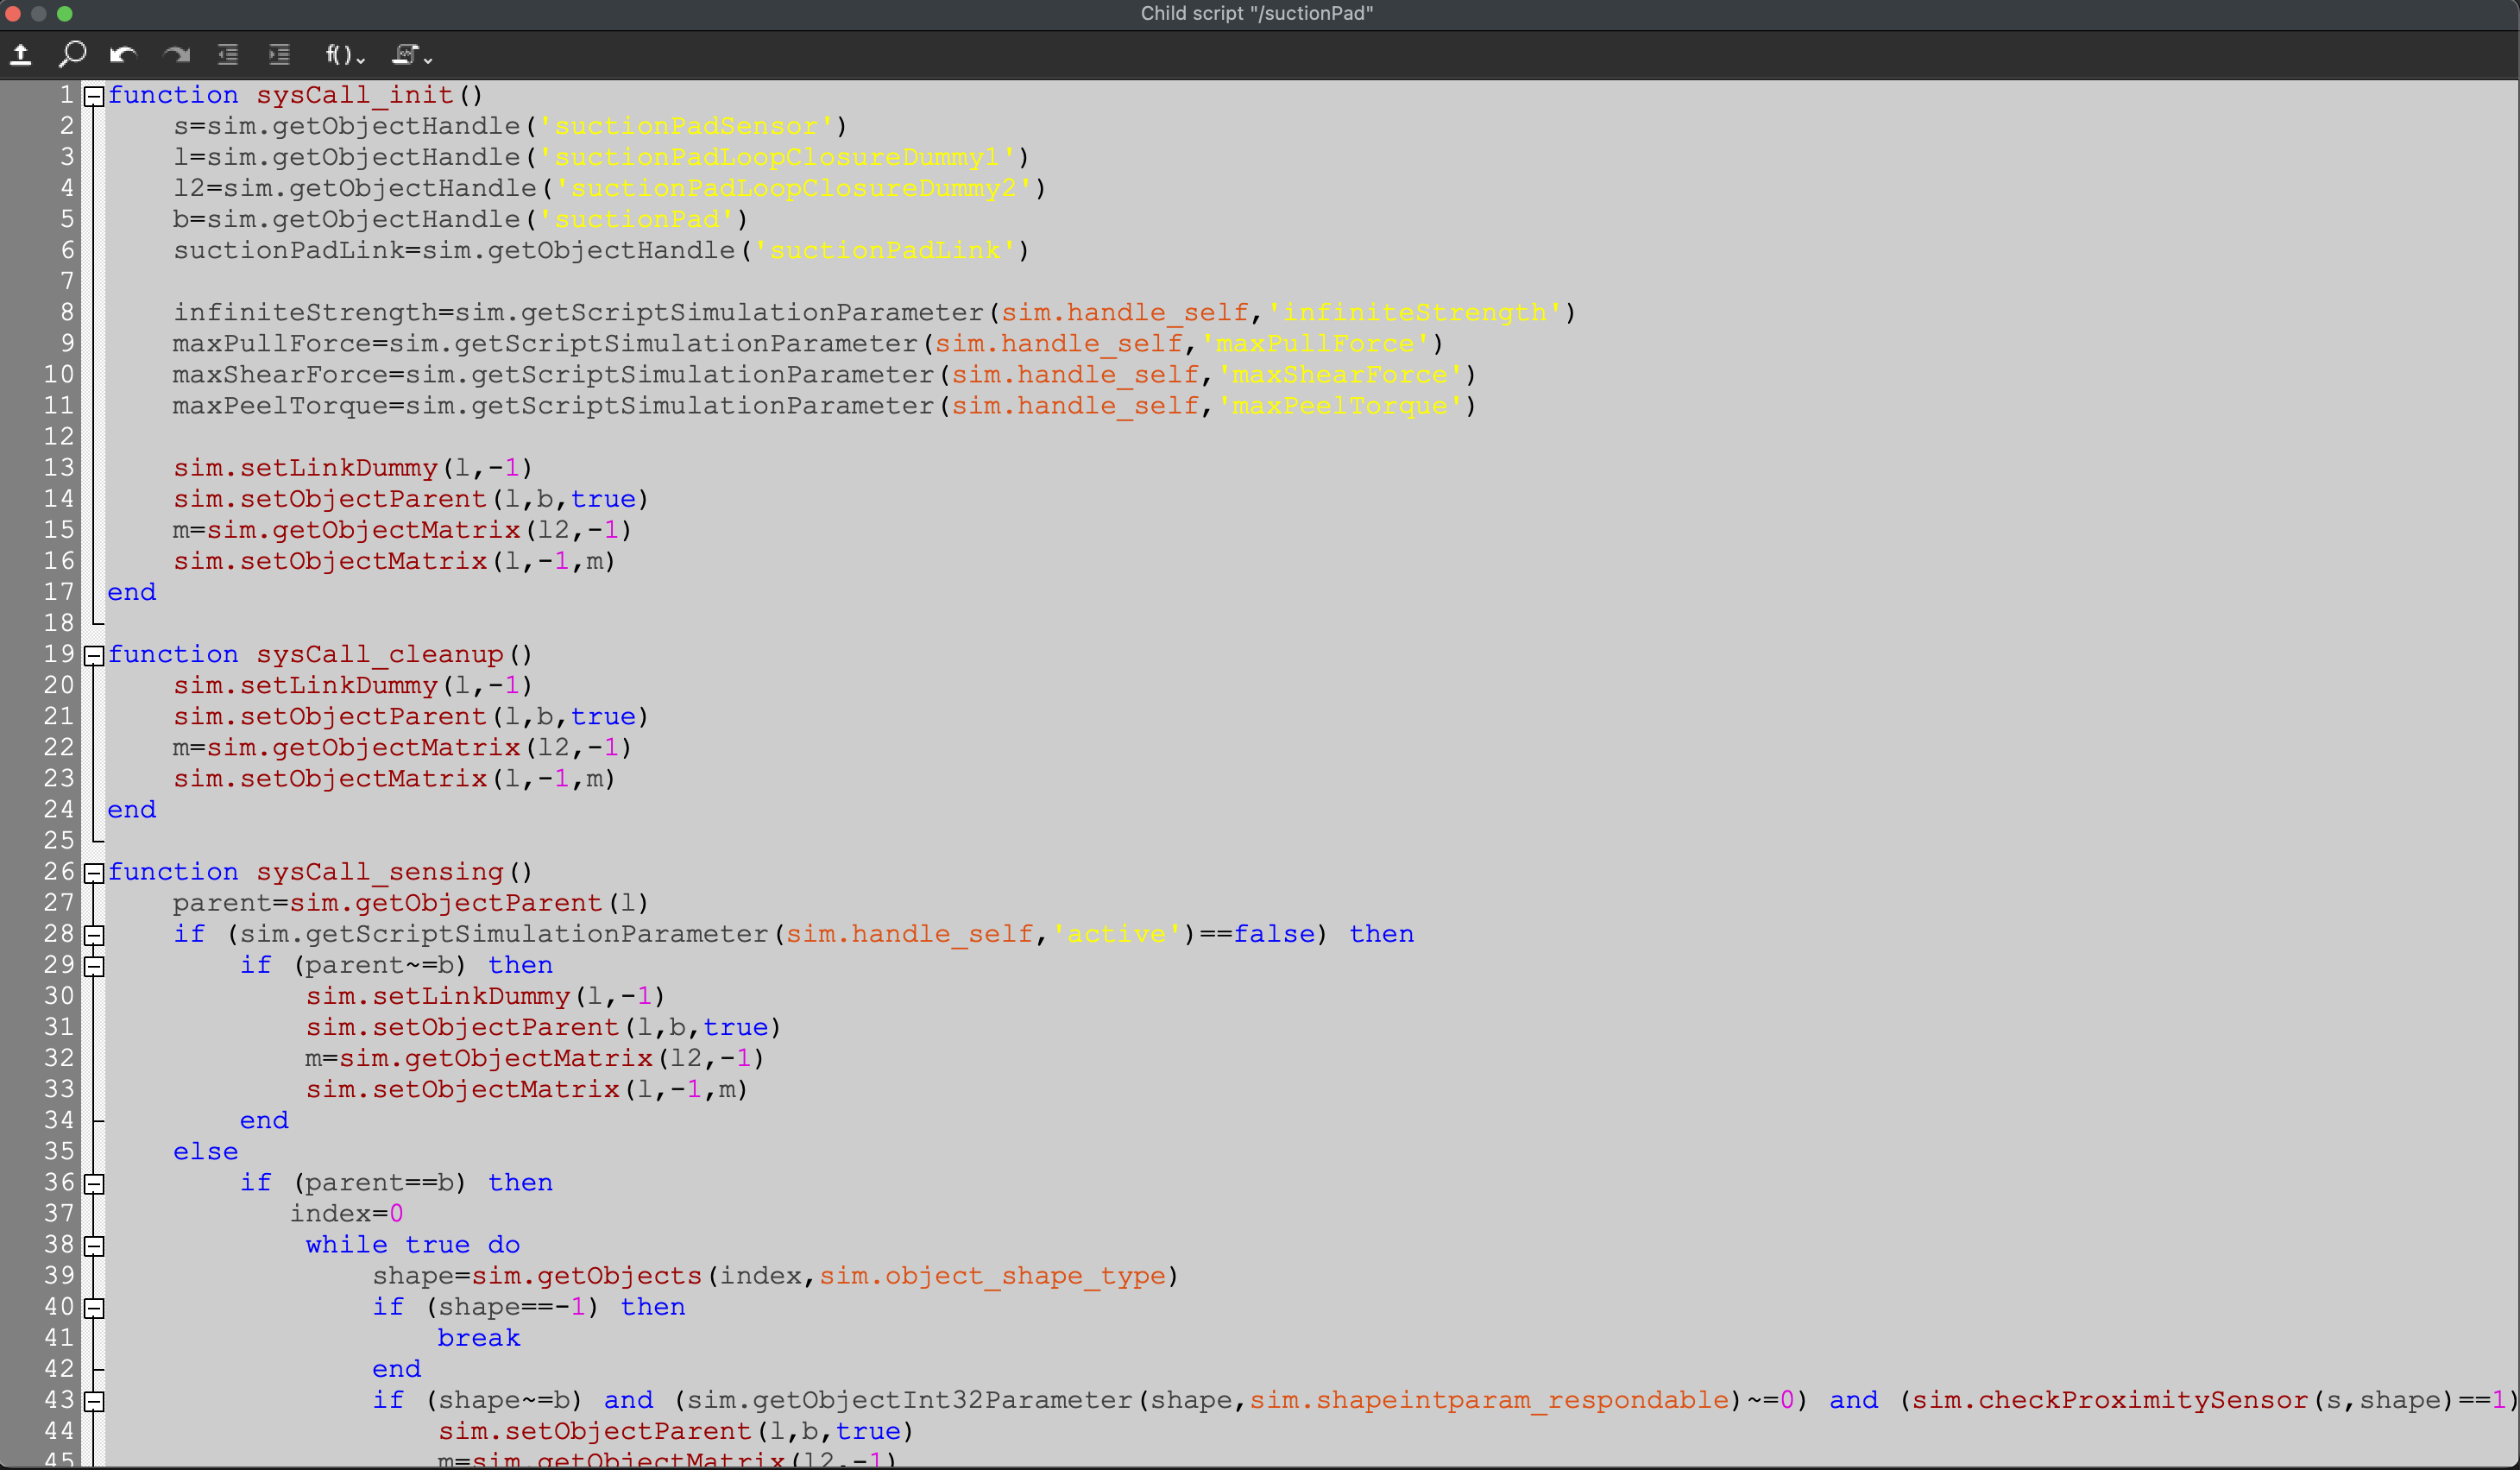 Child script "/suctionPad"
f()
1 function sysCall_init()
2     s=sim.getObjectHandle('suctionPadSensor')
3     l=sim.getObjectHandle('suctionPadLoopClosureDummy1')
4     l2=sim.getObjectHandle('suctionPadLoopClosureDummy2')
5     b=sim.getObjectHandle('suctionPad')
6     suctionPadLink=sim.getObjectHandle('suctionPadLink')
7
8     infiniteStrength=sim.getScriptSimulationParameter(sim.handle_self,'infiniteStrength')
9     maxPullForce=sim.getScriptSimulationParameter(sim.handle_self,'maxPullForce')
10     maxShearForce=sim.getScriptSimulationParameter(sim.handle_self,'maxShearForce')
11     maxPeelTorque=sim.getScriptSimulationParameter(sim.handle_self,'maxPeelTorque')
12
13     sim.setLinkDummy(l,-1)
14     sim.setObjectParent(l,b,true)
15     m=sim.getObjectMatrix(l2,-1)
16     sim.setObjectMatrix(l,-1,m)
17 end
18
19 function sysCall_cleanup()
20     sim.setLinkDummy(l,-1)
21     sim.setObjectParent(l,b,true)
22     m=sim.getObjectMatrix(l2,-1)
23     sim.setObjectMatrix(l,-1,m)
24 end
25
26 function sysCall_sensing()
27     parent=sim.getObjectParent(l)
28     if (sim.getScriptSimulationParameter(sim.handle_self,'active')==false) then
29         if (parent~=b) then
30             sim.setLinkDummy(l,-1)
31             sim.setObjectParent(l,b,true)
32             m=sim.getObjectMatrix(l2,-1)
33             sim.setObjectMatrix(l,-1,m)
34         end
35     else
36         if (parent==b) then
37            index=0
38             while true do
39                 shape=sim.getObjects(index,sim.object_shape_type)
40                 if (shape==-1) then
41                     break
42                 end
43                 if (shape~=b) and (sim.getObjectInt32Parameter(shape,sim.shapeintparam_respondable)~=0) and (sim.checkProximitySensor(s,shape)==1)
44                     sim.setObjectParent(l,b,true)
45                     m=sim.getObjectMatrix(l2,-1)